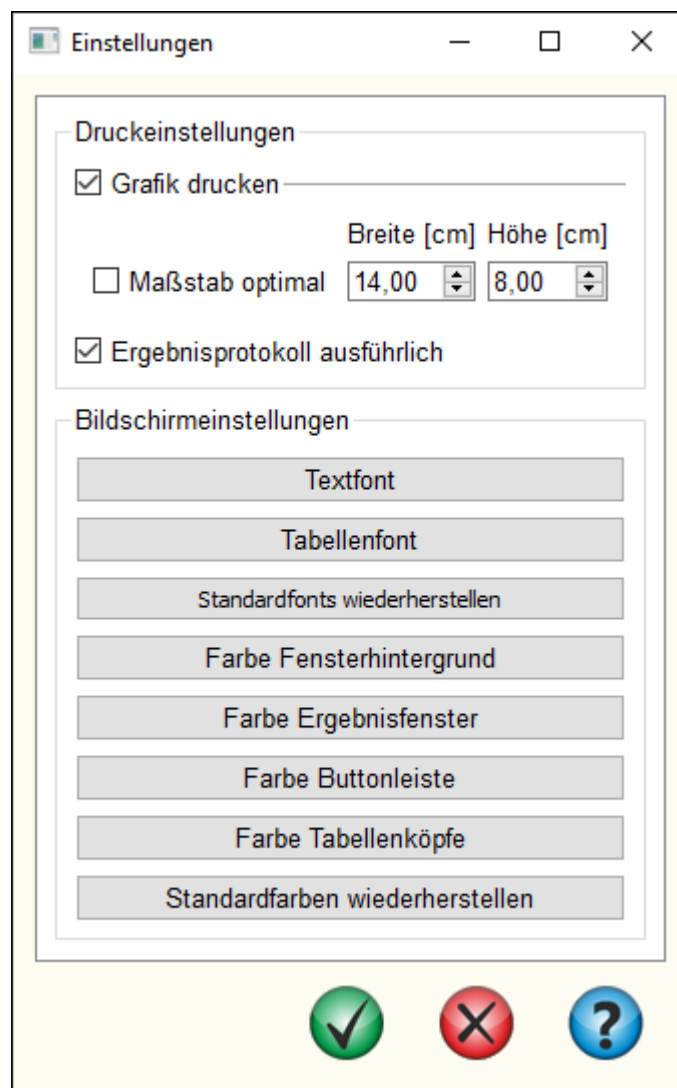 Einstellungen
Druckeinstellungen
Grafik drucken
Breite [cm] Höhe [cm]
Maßstab optimal 14,00 8,00
Ergebnisprotokoll ausführlich
Bildschirmeinstellungen
Textfont
Tabellenfont
Standardfonts wiederherstellen
Farbe Fensterhintergrund
Farbe Ergebnisfenster
Farbe Buttonleiste
Farbe Tabellenköpfe
Standardfarben wiederherstellen
?